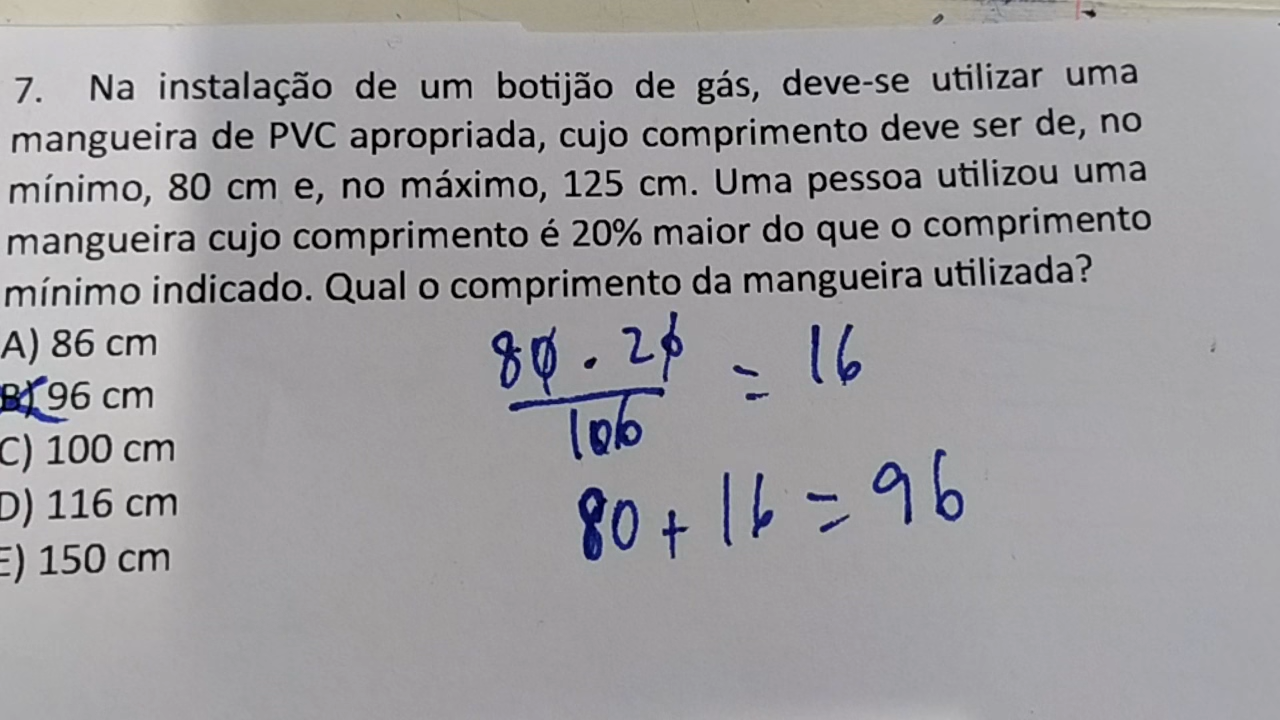 7. Na instalação de um botijão de gás, deve-se utilizar uma
mangueira de PVC apropriada, cujo comprimento deve ser de, no
mínimo, 80 cm e, no máximo, 125 cm. Uma pessoa utilizou uma
mangueira cujo comprimento é 20% maior do que o comprimento
mínimo indicado. Qual o comprimento da mangueira utilizada?
A) 86 cm
B) 96 cm
C) 100 cm
D) 116 cm
E) 150 cm
80 . 20
100
= 16
80 + 16 = 96